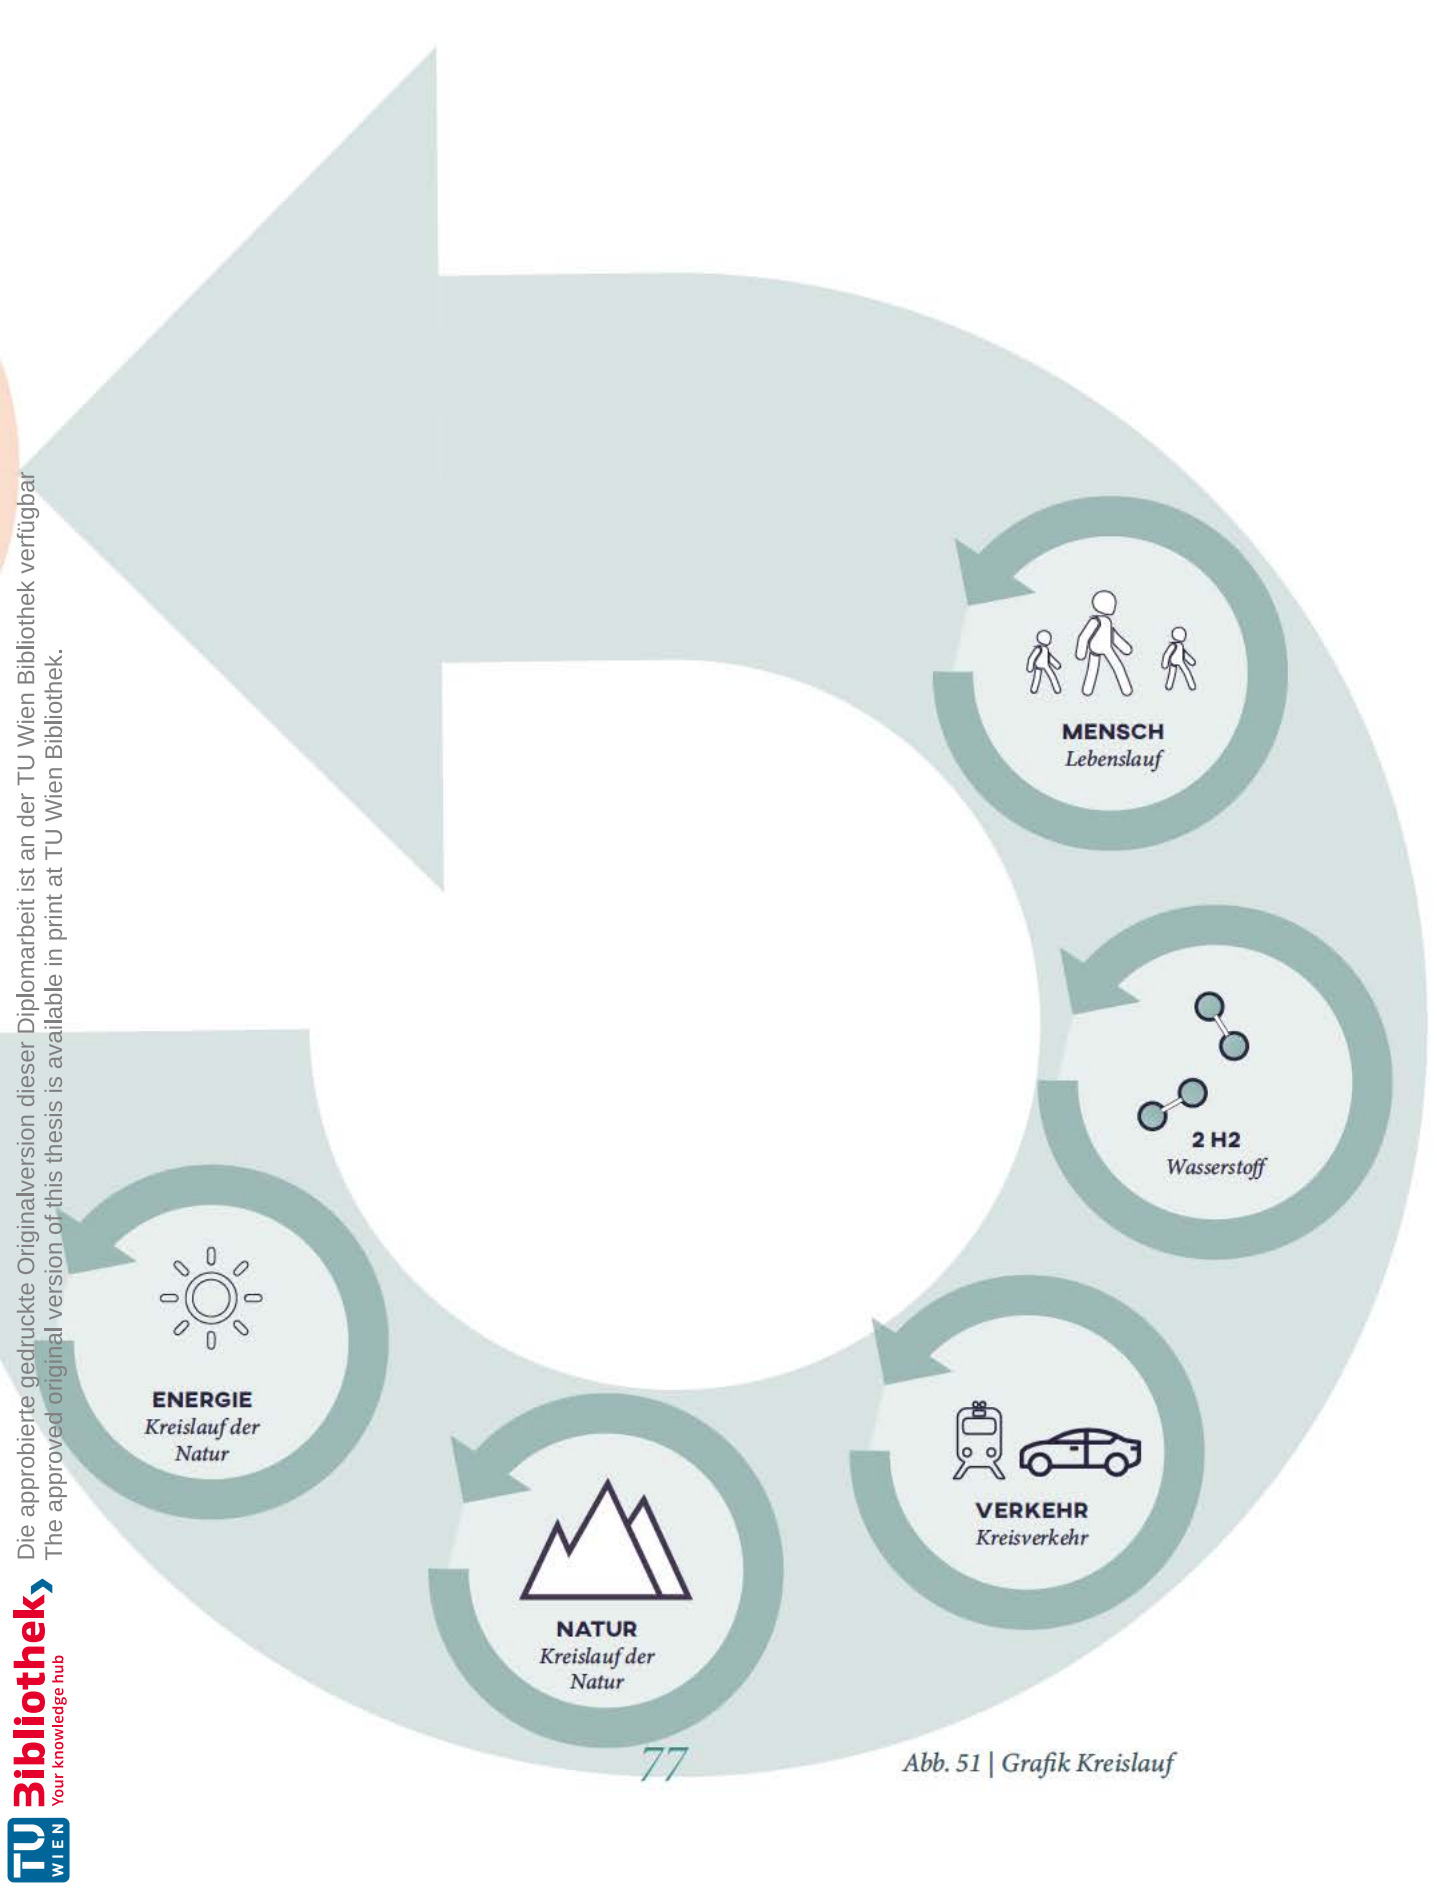 MENSCH
Lebenslauf
2 H2
Wasserstoff
ENERGIE
Kreislauf der
Natur
VERKEHR
Kreisverkehr
NATUR
Kreislauf der
Natur
77
Abb. 51 | Grafik Kreislauf
Die approbierte gedruckte Originalversion dieser Diplomarbeit ist an der TU Wien Bibliothek verfügbar
The approved original version of this thesis is available in print at TU Wien Bibliothek.
Bibliothek
Your knowledge hub
TU
WIEN